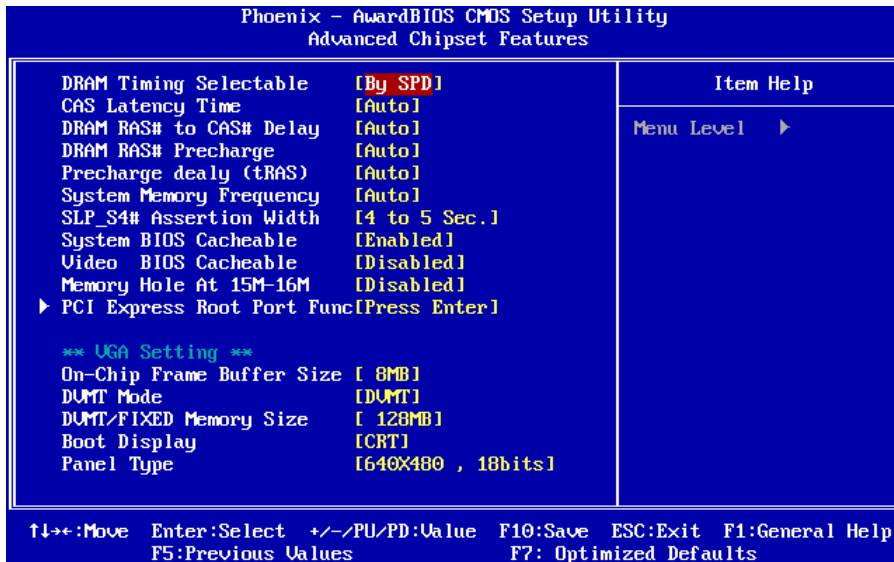 Phoenix - AwardBIOS CMOS Setup Utility
Advanced Chipset Features
DRAM Timing Selectable [By SPD]
CAS Latency Time [Auto]
DRAM RAS# to CAS# Delay [Auto]
DRAM RAS# Precharge [Auto]
Precharge dealy (tRAS) [Auto]
System Memory Frequency [Auto]
SLP_S4# Assertion Width [4 to 5 Sec.]
System BIOS Cacheable [Enabled]
Video BIOS Cacheable [Disabled]
Memory Hole At 15M-16M [Disabled]
▶ PCI Express Root Port Func[Press Enter]
** VGA Setting **
On-Chip Frame Buffer Size [ 8MB]
DVMT Mode [DVMT]
DVMT/FIXED Memory Size [ 128MB]
Boot Display [CRT]
Panel Type [640X480 , 18bits]
Item Help
Menu Level ▶
↑↓→←:Move Enter:Select +/-/PU/PD:Value F10:Save ESC:Exit F1:General Help
F5:Previous Values F7: Optimized Defaults